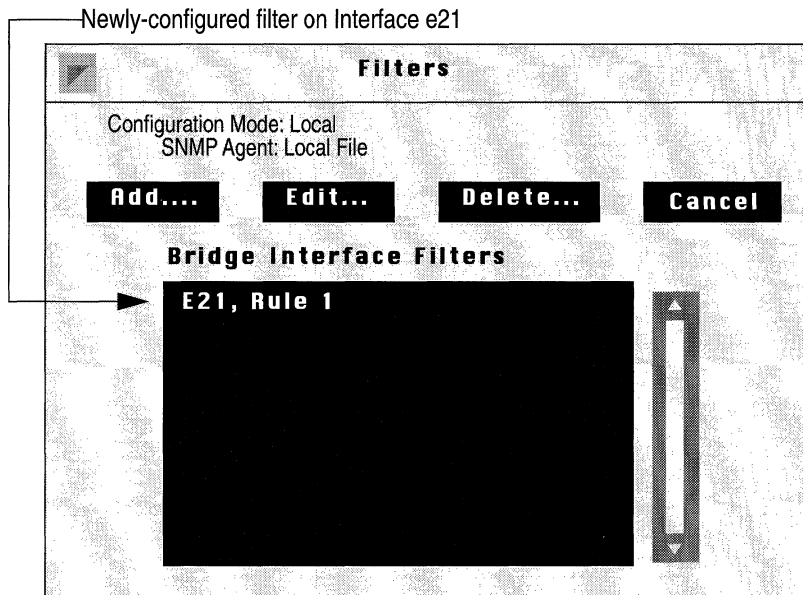 Newly-configured filter on Interface e21
Filters
Configuration Mode: Local
SNMP Agent: Local File
Add.... Edit... Delete... Cancel
Bridge Interface Filters
E21, Rule 1